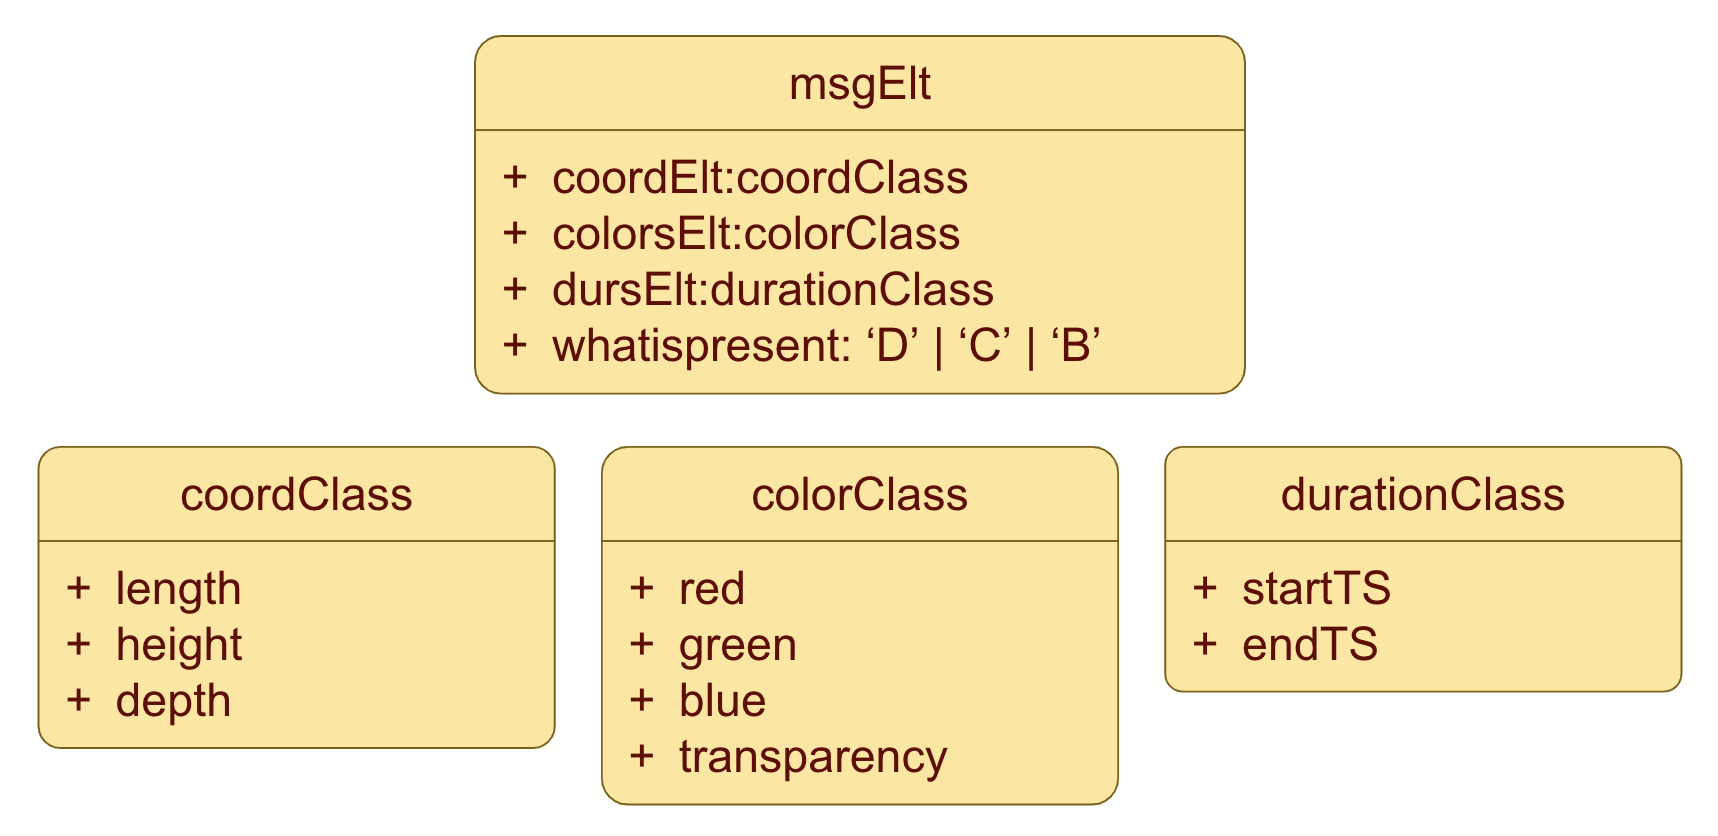 msgElt
+ coordElt:coordClass
+ colorsElt:colorClass
+ dursElt:durationClass
+ whatispresent: ‘D’ | ‘C’ | ‘B’
coordClass
+ length
+ height
+ depth
colorClass
+ red
+ green
+ blue
+ transparency
durationClass
+ startTS
+ endTS